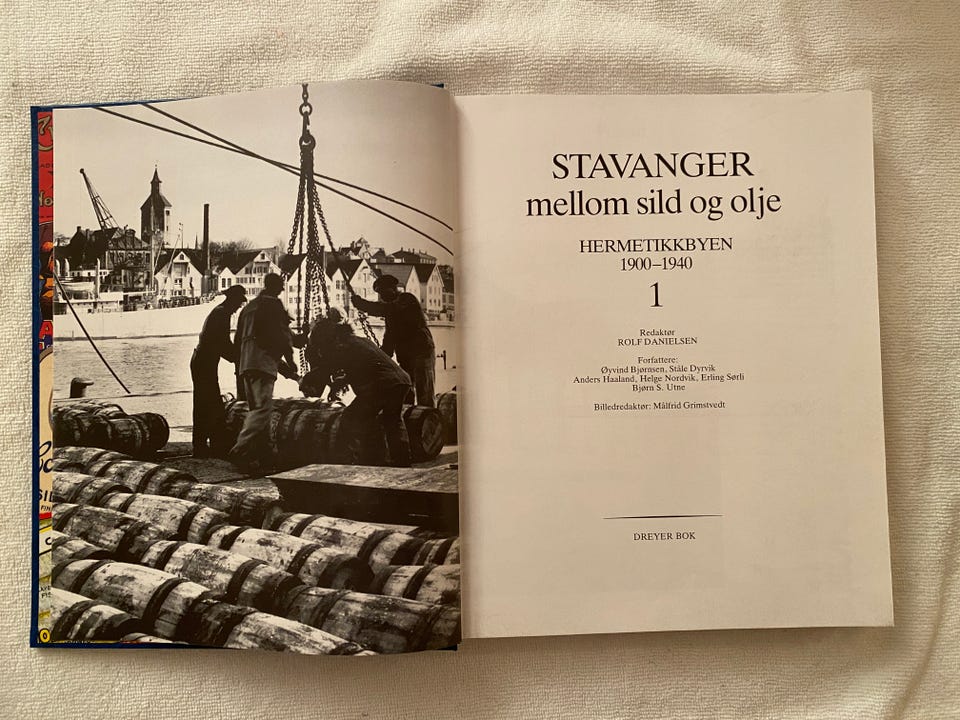 STAVANGER
mellom sild og olje
HERMETIKKBYEN
1900–1940
1
Redaktør
ROLF DANIELSEN
Forfattere:
Øyvind Bjørnsen, Ståle Dyrvik
Anders Haaland, Helge Nordvik, Erling Sørli
Bjørn S. Utne
Billedredaktør: Målfrid Grimstvedt
DREYER BOK